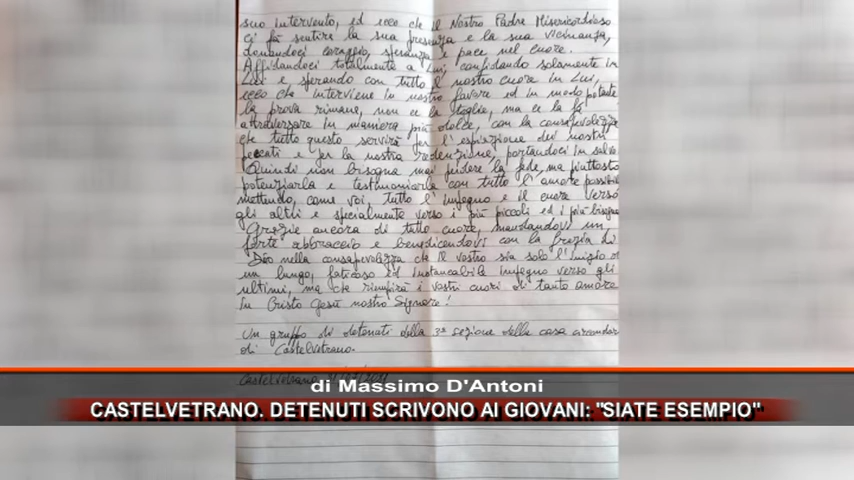 suo intervento, ed ecco che il Nostro Padre Misericordioso
ci fà sentire la sua presenza e la sua vicinanza,
donandoci coraggio, speranza e pace nel cuore.
Affidandoci totalmente a Lui, confidando solamente in
Lui e sperando con tutto il nostro cuore in Lui,
ecco che interviene in nostro favore ed in modo potente
la prova rimane, non ce la toglie, ma ce la fà
attraversare in maniera più dolce, con la consapevolezza
che tutto questo servirà per l'espiazione dei nostri
peccati e per la nostra redenzione, portandoci in salvo.
Quindi non bisogna mai perdere la fede, ma piuttosto
potenziarla e testimoniarla con tutto l'amore possibil
mettendo, come voi, tutto l'impegno e il cuore verso
gli altri e specialmente verso i più piccoli ed i più bisogno
Grazie ancora di tutto cuore, mandandovi un
forte abbraccio e benedicendovi con la grazia di
Dio nella consapevolezza che il vostro sia solo l'inizio di
un lungo, faticoso ed instancabile impegno verso gli
ultimi, ma che riempirà i vostri cuori di tanto amore
in Cristo Gesù nostro Signore!
Un gruppo di detenuti della 3ª sezione della casa circondar
di Castelvetrano.
Castelvetrano
di Massimo D'Antoni
CASTELVETRANO. DETENUTI SCRIVONO AI GIOVANI: "SIATE ESEMPIO"